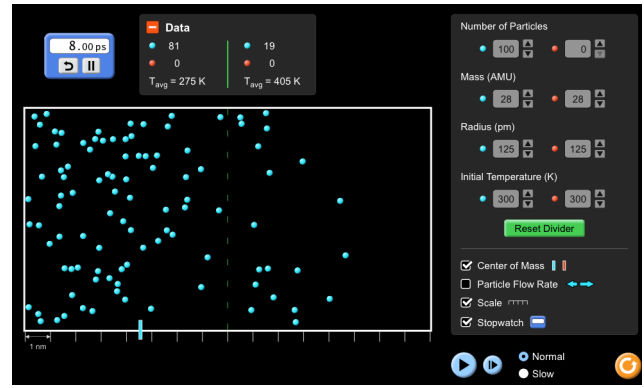 8.00 ps
Data
81
19
0
0
Tavg = 275 K
Tavg = 405 K
1 nm
Number of Particles
100
0
Mass (AMU)
28
28
Radius (pm)
125
125
Initial Temperature (K)
300
300
Reset Divider
Center of Mass
Particle Flow Rate
Scale
Stopwatch
Normal
Slow